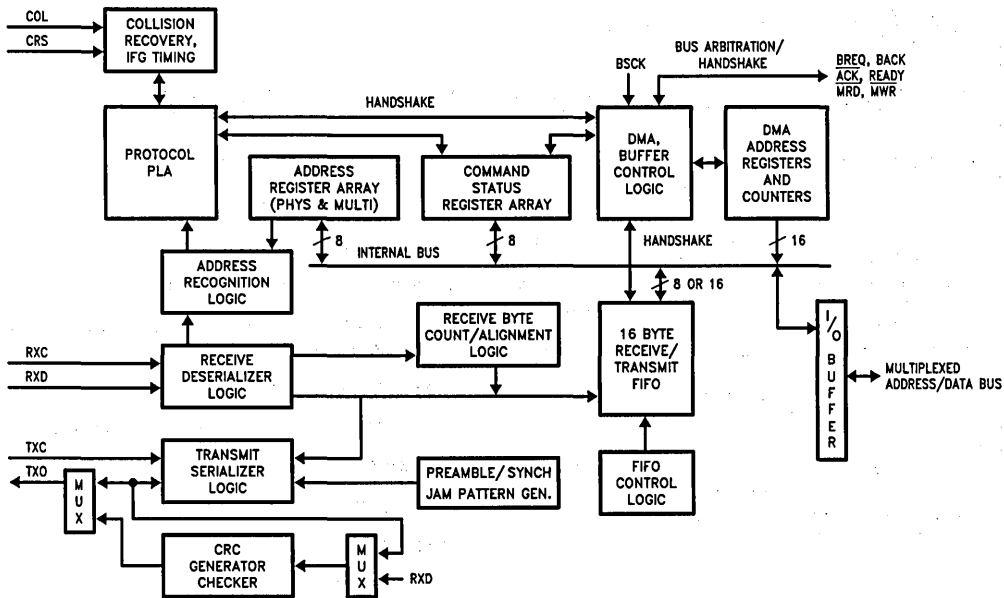 COL
CRS
COLLISION
RECOVERY,
IFG TIMING
BUS ARBITRATION/
HANDSHAKE
BSCK
BREQ, BACK
ACK, READY
MRD, MWR
HANDSHAKE
PROTOCOL
PLA
ADDRESS
REGISTER ARRAY
(PHYS & MULTI)
COMMAND
STATUS
REGISTER ARRAY
DMA,
BUFFER
CONTROL
LOGIC
DMA
ADDRESS
REGISTERS
AND
COUNTERS
8
8
HANDSHAKE
16
INTERNAL BUS
ADDRESS
RECOGNITION
LOGIC
8 OR 16
RXC
RXD
RECEIVE
DESERIALIZER
LOGIC
RECEIVE BYTE
COUNT/ALIGNMENT
LOGIC
16 BYTE
RECEIVE/
TRANSMIT
FIFO
I/O
BUFFER
MULTIPLEXED
ADDRESS/DATA BUS
TXC
TXO
TRANSMIT
SERIALIZER
LOGIC
PREAMBLE/SYNCH
JAM PATTERN GEN.
FIFO
CONTROL
LOGIC
MUX
CRC
GENERATOR
CHECKER
MUX
RXD